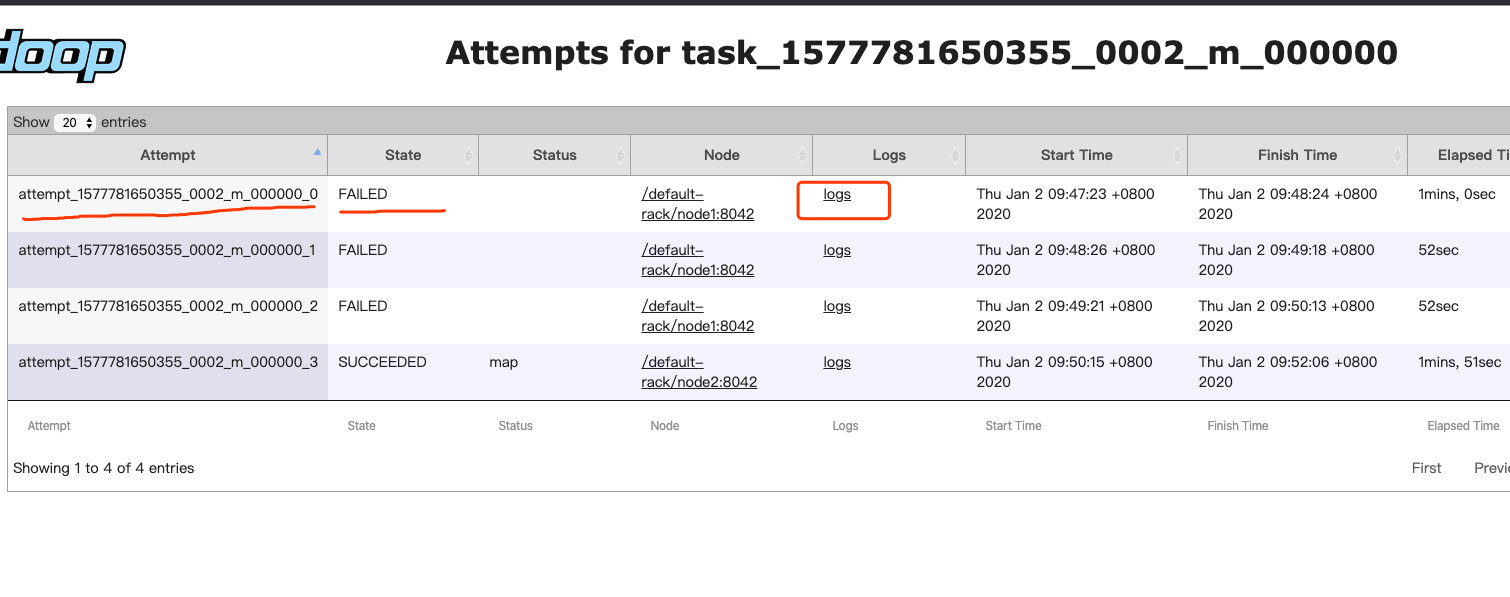 doop
Attempts for task_1577781650355_0002_m_000000
Show 20 entries
Attempt State Status Node Logs Start Time Finish Time Elapsed Ti
attempt_1577781650355_0002_m_000000_0 FAILED /default- logs Thu Jan 2 09:47:23 +0800 Thu Jan 2 09:48:24 +0800 1mins, 0sec
rack/node1:8042 2020 2020
attempt_1577781650355_0002_m_000000_1 FAILED /default- logs Thu Jan 2 09:48:26 +0800 Thu Jan 2 09:49:18 +0800 52sec
rack/node1:8042 2020 2020
attempt_1577781650355_0002_m_000000_2 FAILED /default- logs Thu Jan 2 09:49:21 +0800 Thu Jan 2 09:50:13 +0800 52sec
rack/node1:8042 2020 2020
attempt_1577781650355_0002_m_000000_3 SUCCEEDED map /default- logs Thu Jan 2 09:50:15 +0800 Thu Jan 2 09:52:06 +0800 1mins, 51sec
rack/node2:8042 2020 2020
Attempt State Status Node Logs Start Time Finish Time Elapsed Time
Showing 1 to 4 of 4 entries First Previ